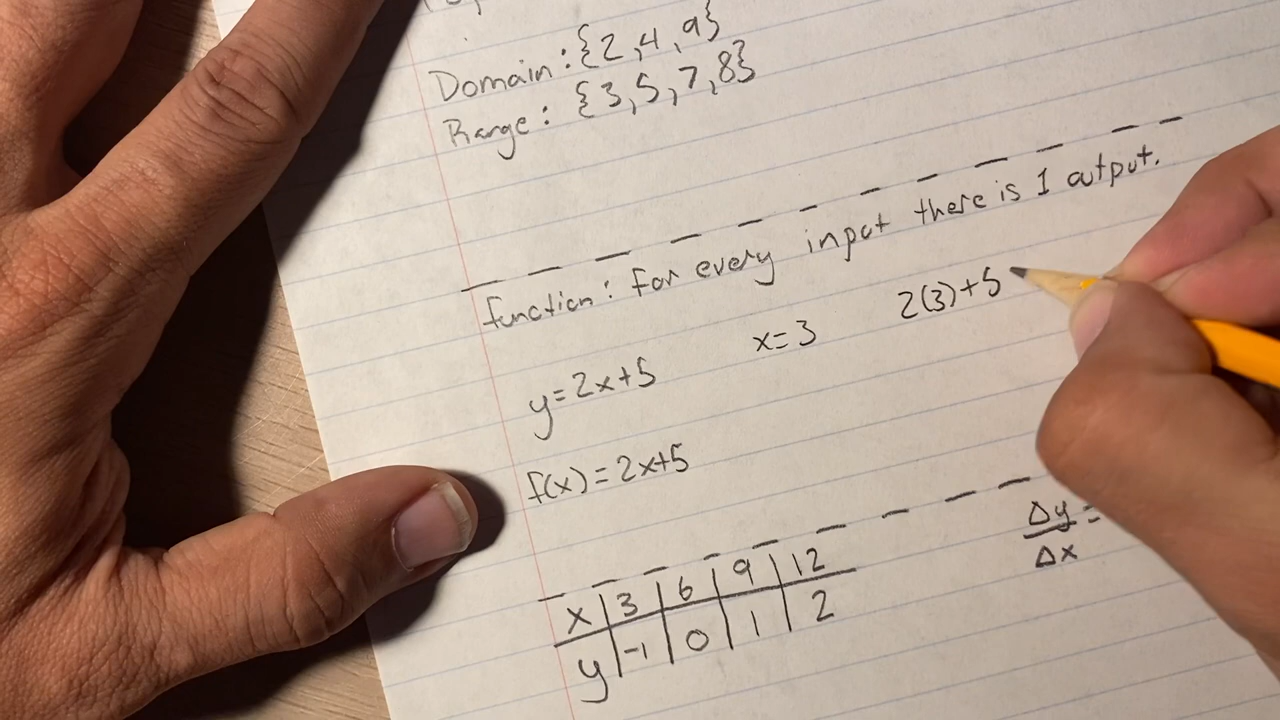 Domain: {2, 4, 9}
Range: {3, 5, 7, 8}
function: for every input there is 1 output.
y=2x+5 x=3 2(3)+5
f(x)=2x+5
x 3 6 9 12
y -1 0 1 2
Δy =
Δx